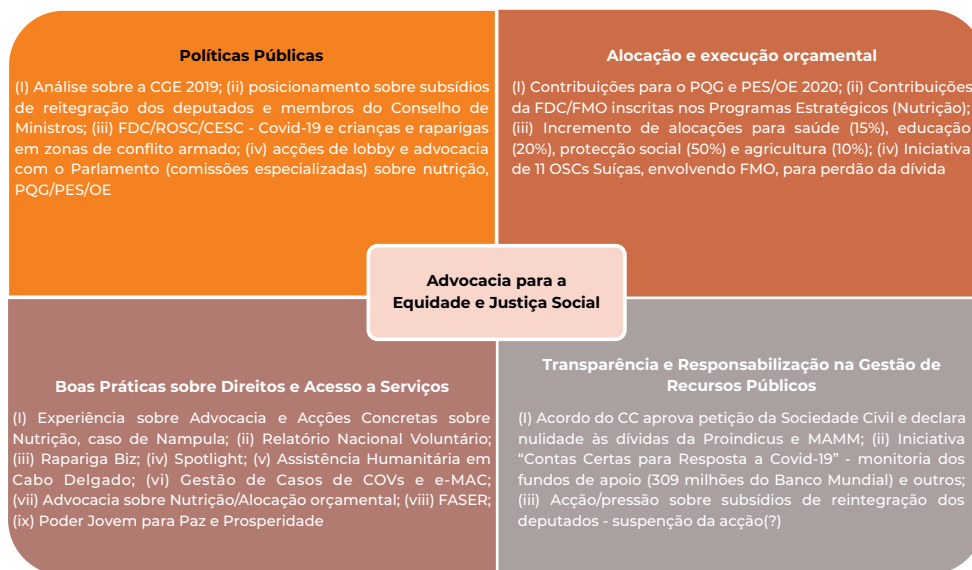 Políticas Públicas
(I) Análise sobre a CGE 2019; (ii) posicionamento sobre subsídios
de reitegração dos deputados e membros do Conselho de
Ministros; (iii) FDC/ROSC/CESC - Covid-19 e crianças e raparigas
em zonas de conflito armado; (iv) acções de lobby e advocacia
com o Parlamento (comissões especializadas) sobre nutrição,
PQG/PES/OE
Alocação e execução orçamental
(I) Contribuições para o PQG e PES/OE 2020; (ii) Contribuições
da FDC/FMO inscritas nos Programas Estratégicos (Nutrição);
(iii) Incremento de alocações para saúde (15%), educação
(20%), protecção social (50%) e agricultura (10%); (iv) Iniciativa
de 11 OSCs Suíças, envolvendo FMO, para perdão da dívida
Advocacia para a
Equidade e Justiça Social
Boas Práticas sobre Direitos e Acesso a Serviços
(I) Experiência sobre Advocacia e Acções Concretas sobre
Nutrição, caso de Nampula; (ii) Relatório Nacional Voluntário;
(iii) Rapariga Biz; (iv) Spotlight; (v) Assistência Humanitária em
Cabo Delgado; (vi) Gestão de Casos de COVs e e-MAC;
(vii) Advocacia sobre Nutrição/Alocação orçamental; (viii) FASER;
(ix) Poder Jovem para Paz e Prosperidade
Transparência e Responsabilização na Gestão de
Recursos Públicos
(I) Acordo do CC aprova petição da Sociedade Civil e declara
nulidade às dívidas da Proindicus e MAMM; (ii) Iniciativa
“Contas Certas para Resposta a Covid-19” - monitoria dos
fundos de apoio (309 milhões do Banco Mundial) e outros;
(iii) Acção/pressão sobre subsídios de reintegração dos
deputados - suspenção da acção(?)